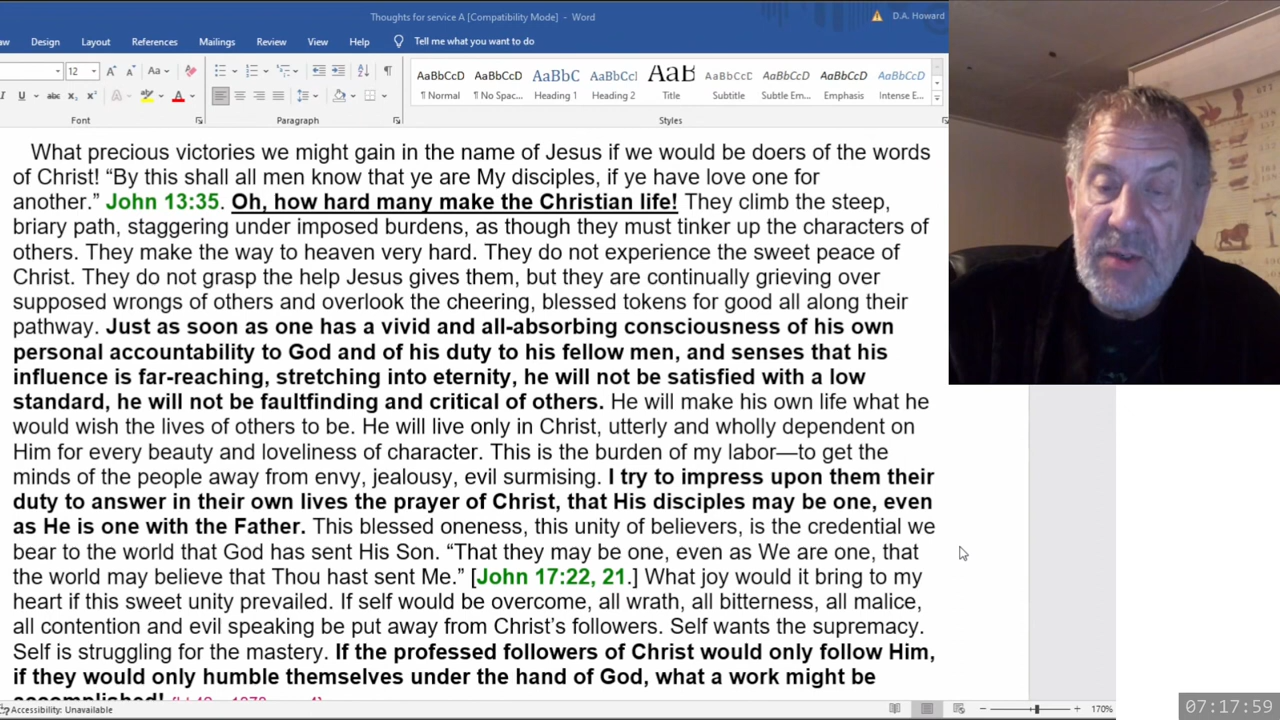 Thoughts for service A [Compatibility Mode] - Word
D.A. Howard
aw Design Layout References Mailings Review View Help Tell me what you want to do
12 Aa
AaBbCcD AaBbCcD AaBbC AaBbCcI AaB AaBbCcD AaBbCcD AaBbCcD AaBbCcD
¶ Normal ¶ No Spac... Heading 1 Heading 2 Title Subtitle Subtle Em... Emphasis Intense E...
Font Paragraph Styles
What precious victories we might gain in the name of Jesus if we would be doers of the words
of Christ! “By this shall all men know that ye are My disciples, if ye have love one for
another.” John 13:35. Oh, how hard many make the Christian life! They climb the steep,
briary path, staggering under imposed burdens, as though they must tinker up the characters of
others. They make the way to heaven very hard. They do not experience the sweet peace of
Christ. They do not grasp the help Jesus gives them, but they are continually grieving over
supposed wrongs of others and overlook the cheering, blessed tokens for good all along their
pathway. Just as soon as one has a vivid and all-absorbing consciousness of his own
personal accountability to God and of his duty to his fellow men, and senses that his
influence is far-reaching, stretching into eternity, he will not be satisfied with a low
standard, he will not be faultfinding and critical of others. He will make his own life what he
would wish the lives of others to be. He will live only in Christ, utterly and wholly dependent on
Him for every beauty and loveliness of character. This is the burden of my labor—to get the
minds of the people away from envy, jealousy, evil surmising. I try to impress upon them their
duty to answer in their own lives the prayer of Christ, that His disciples may be one, even
as He is one with the Father. This blessed oneness, this unity of believers, is the credential we
bear to the world that God has sent His Son. “That they may be one, even as We are one, that
the world may believe that Thou hast sent Me.” [John 17:22, 21.] What joy would it bring to my
heart if this sweet unity prevailed. If self would be overcome, all wrath, all bitterness, all malice,
all contention and evil speaking be put away from Christ’s followers. Self wants the supremacy.
Self is struggling for the mastery. If the professed followers of Christ would only follow Him,
if they would only humble themselves under the hand of God, what a work might be
accomplished!
Accessibility: Unavailable
170%
07:17:59